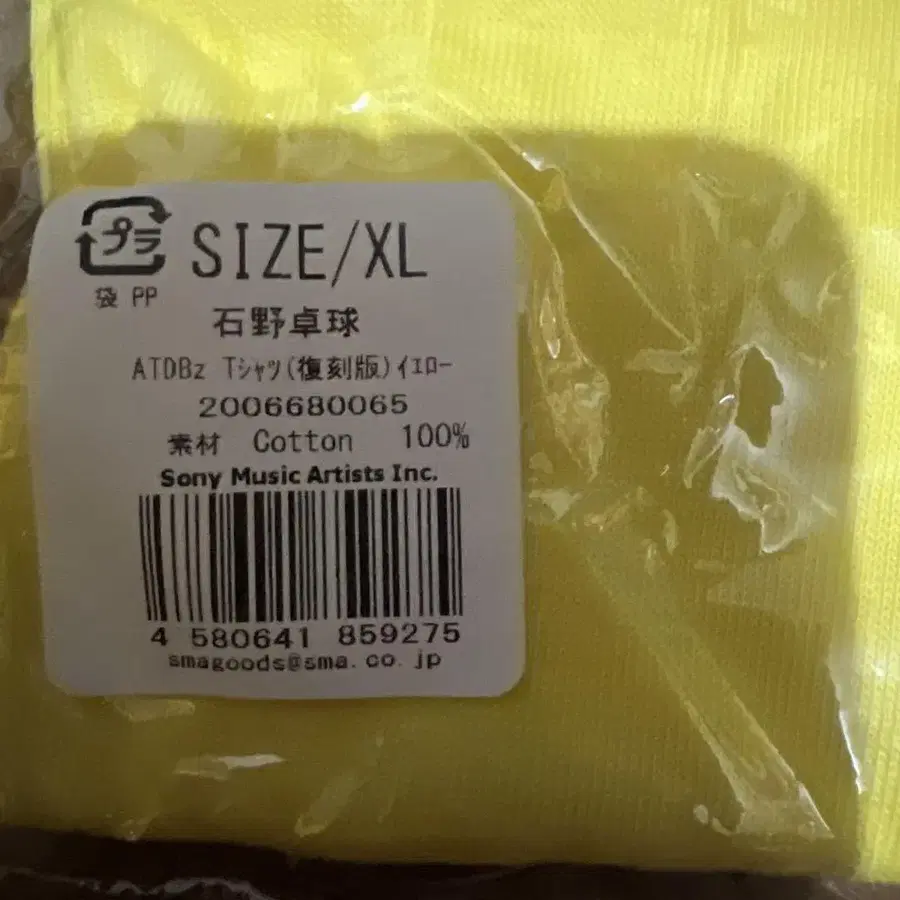 プラ SIZE/XL
袋 PP
石野卓球
ATDBz Tシャツ(復刻版)イエロー
2006680065
素材 Cotton 100%
Sony Music Artists Inc.
4 580641 859275
smagoods@sma.co.jp